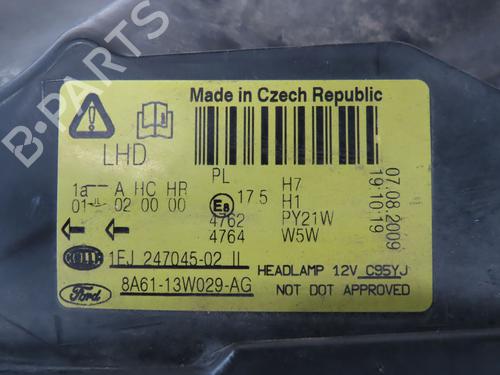 B-PARTS
Made in Czech Republic
LHD
PL
1a A HC HR
01 02 00 00
E8 17.5
4762
4764
H7
H1
PY21W
W5W
07.08.2009
19:10:19
HELLA 1EJ 247045-02 II
HEADLAMP 12V C95YJ
Ford 8A61-13W029-AG
NOT DOT APPROVED